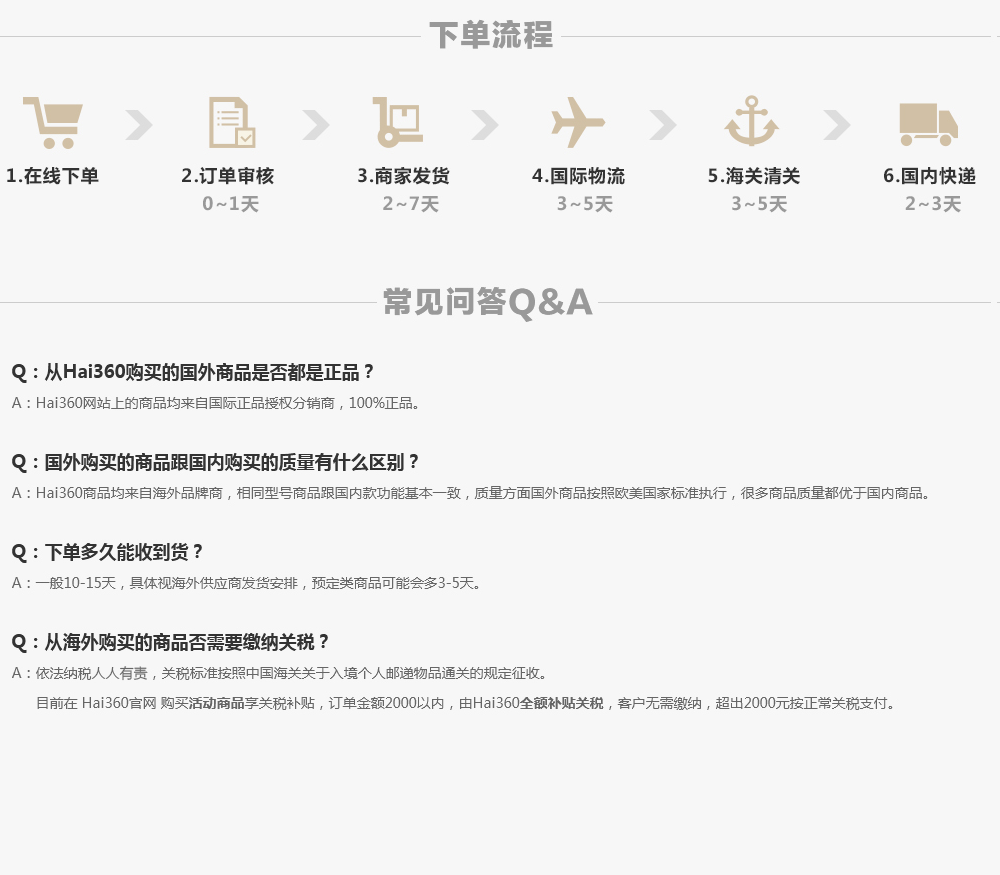 下单流程
1.在线下单
2.订单审核
3.商家发货
4.国际物流
5.海关清关
6.国内快递
0~1天
2~7天
3~5天
3~5天
2~3天
常见问答Q&A
Q：从Hai360购买的国外商品是否都是正品？
A：Hai360网站上的商品均来自国际正品授权分销商，100%正品。
Q：国外购买的商品跟国内购买的质量有什么区别？
A：Hai360商品均来自海外品牌商，相同型号商品跟国内款功能基本一致，质量方面国外商品按照欧美国家标准执行，很多商品质量都优于国内商品。
Q：下单多久能收到货？
A：一般10-15天，具体视海外供应商发货安排，预定类商品可能会多3-5天。
Q：从海外购买的商品否需要缴纳关税？
A：依法纳税人人有责，关税标准按照中国海关关于入境个人邮递物品通关的规定征收。
目前在 Hai360官网 购买活动商品享关税补贴，订单金额2000以内，由Hai360全额补贴关税，客户无需缴纳，超出2000元按正常关税支付。